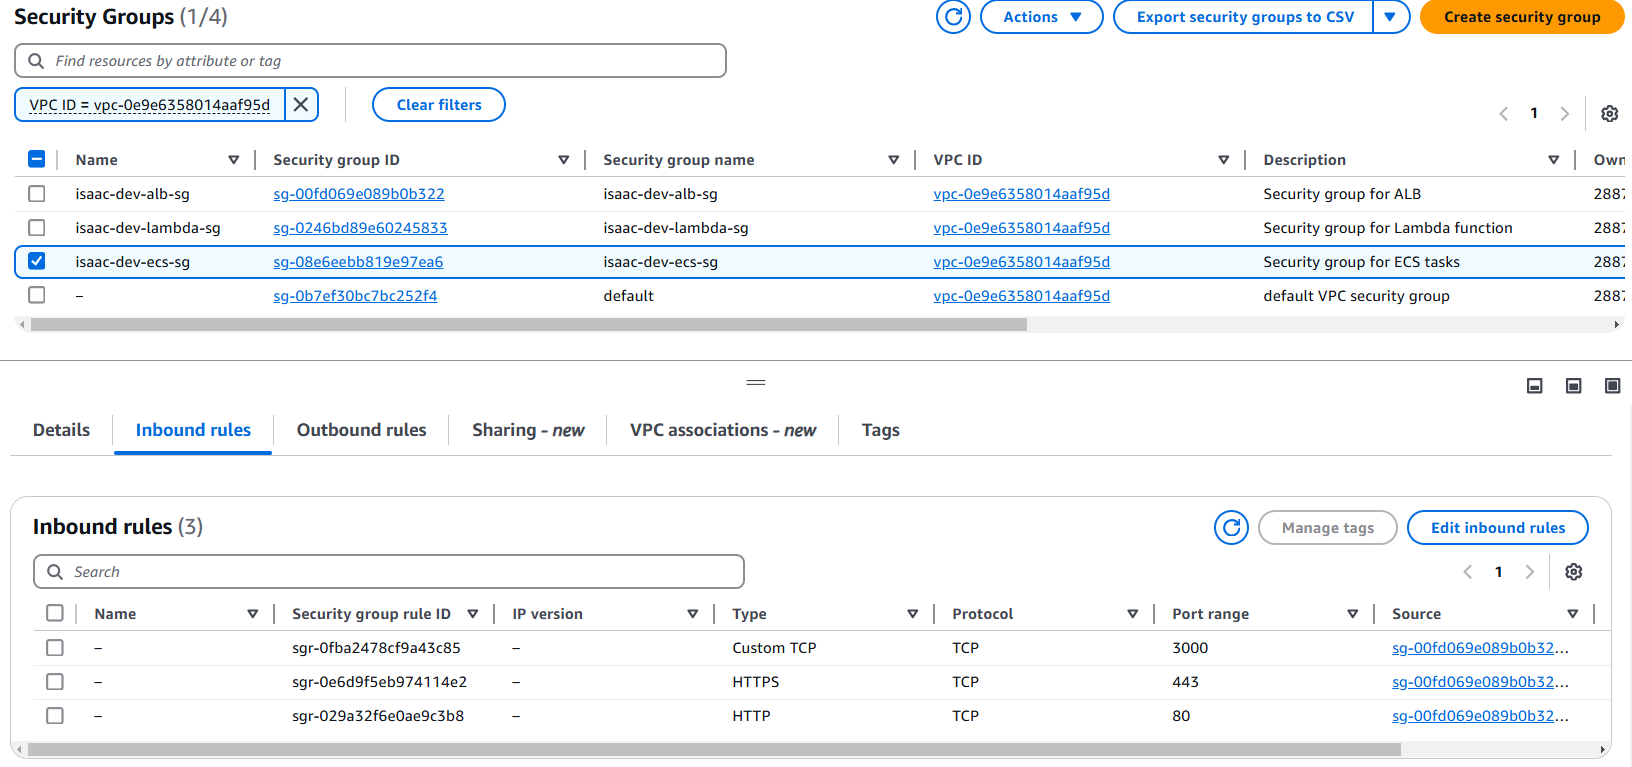 Security Groups (1/4)
Actions
Export security groups to CSV
Create security group
Find resources by attribute or tag
VPC ID = vpc-0e9e6358014aaf95d
Clear filters
1
Name Security group ID Security group name VPC ID Description Own
isaac-dev-alb-sg sg-00fd069e089b0b322 isaac-dev-alb-sg vpc-0e9e6358014aaf95d Security group for ALB 2887
isaac-dev-lambda-sg sg-0246bd89e60245833 isaac-dev-lambda-sg vpc-0e9e6358014aaf95d Security group for Lambda function 2887
isaac-dev-ecs-sg sg-08e6eebb819e97ea6 isaac-dev-ecs-sg vpc-0e9e6358014aaf95d Security group for ECS tasks 2887
– sg-0b7ef30bc7bc252f4 default vpc-0e9e6358014aaf95d default VPC security group 2887
Details Inbound rules Outbound rules Sharing - new VPC associations - new Tags
Inbound rules (3)
Manage tags
Edit inbound rules
Search
1
Name Security group rule ID IP version Type Protocol Port range Source
– sgr-0fba2478cf9a43c85 – Custom TCP TCP 3000 sg-00fd069e089b0b32...
– sgr-0e6d9f5eb974114e2 – HTTPS TCP 443 sg-00fd069e089b0b32...
– sgr-029a32f6e0ae9c3b8 – HTTP TCP 80 sg-00fd069e089b0b32...